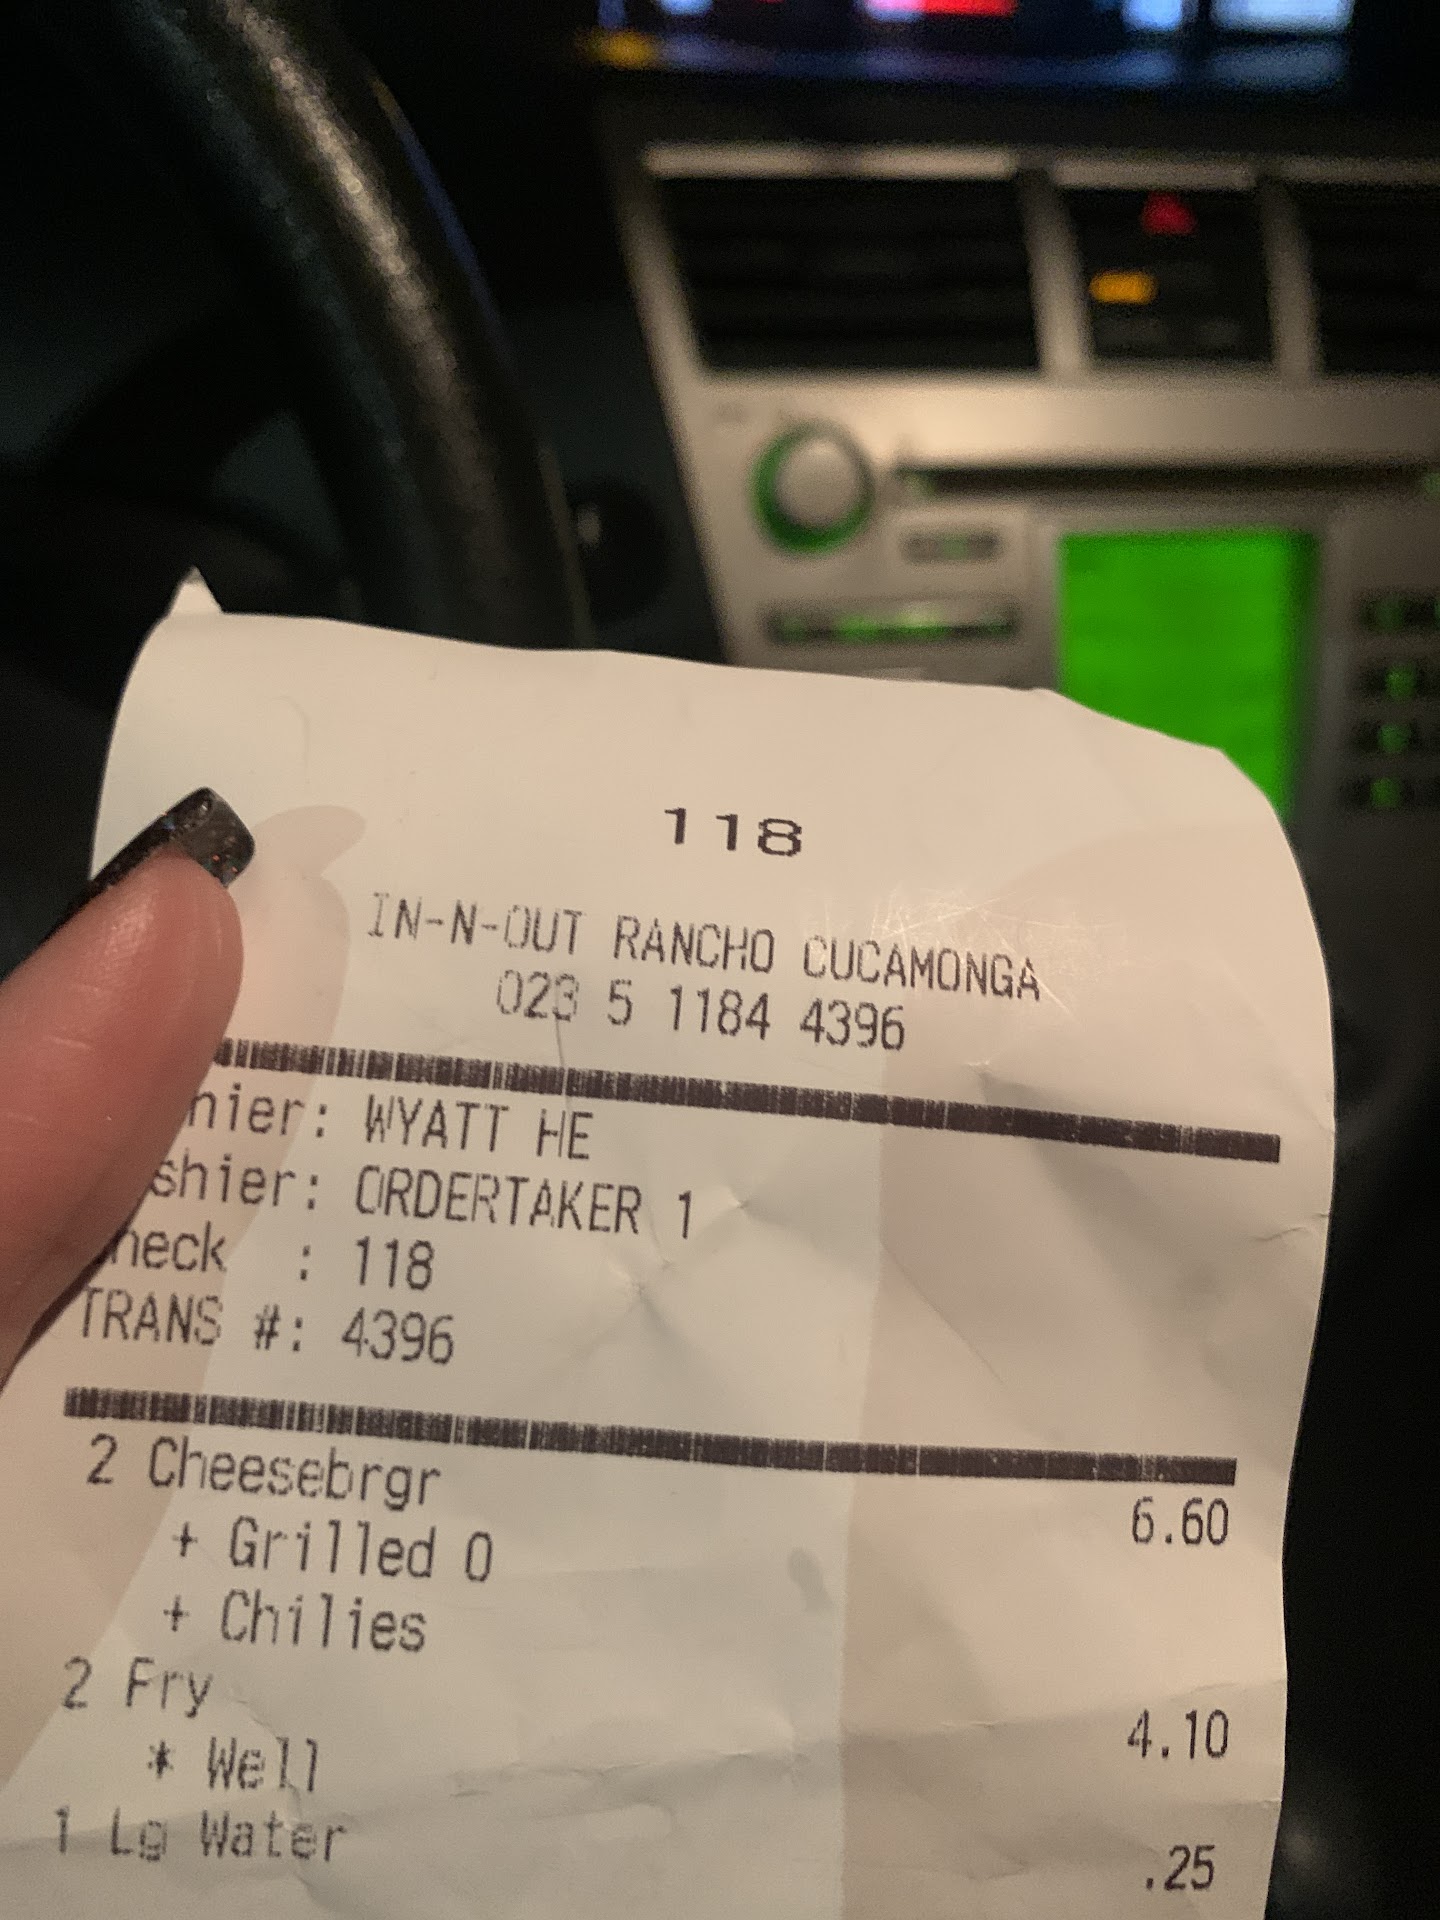 118
IN-N-OUT RANCHO CUCAMONGA
023 5 1184 4396
hier: WYATT HE
shier: ORDERTAKER 1
heck : 118
TRANS #: 4396
2 Cheesebrgr 6.60
+ Grilled O
+ Chilies
2 Fry 4.10
* Well
1 Lg Water .25